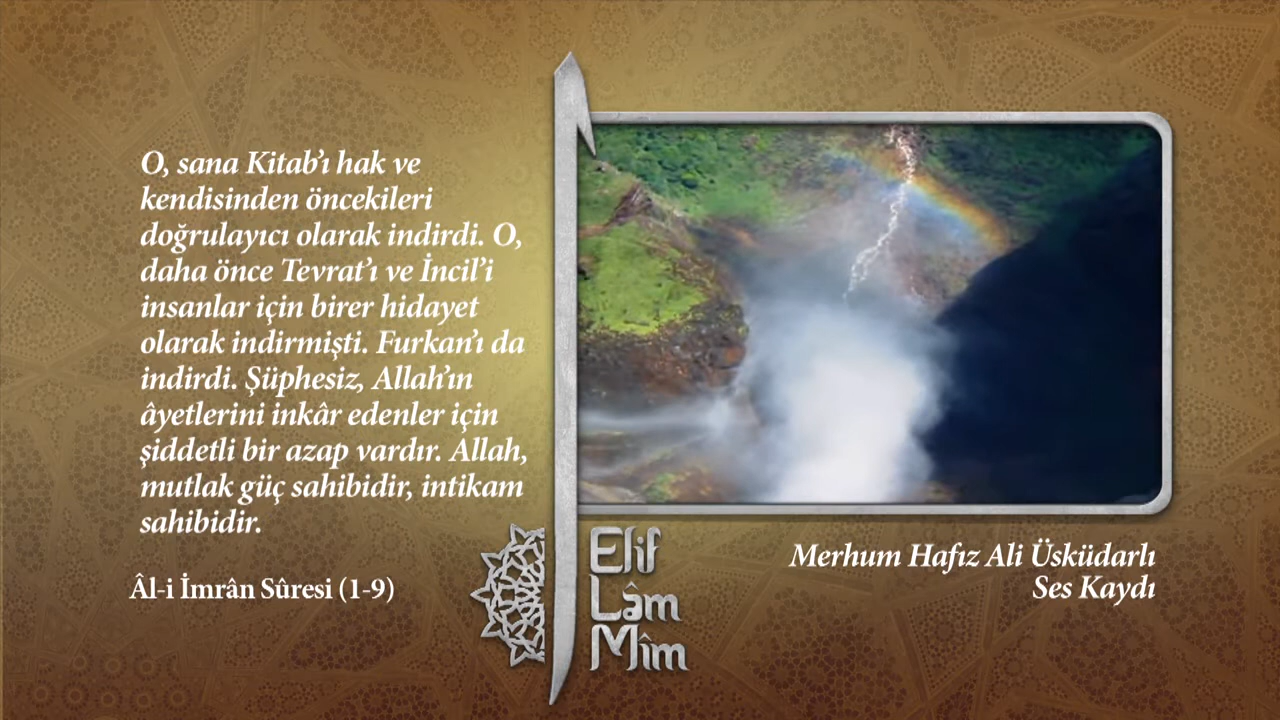 O, sana Kitab’ı hak ve
kendisinden öncekileri
doğrulayıcı olarak indirdi. O,
daha önce Tevrat’ı ve İncil’i
insanlar için birer hidayet
olarak indirmişti. Furkan’ı da
indirdi. Şüphesiz, Allah’ın
âyetlerini inkâr edenler için
şiddetli bir azap vardır. Allah,
mutlak güç sahibidir, intikam
sahibidir.
Âl-i İmrân Sûresi (1-9)
Elif
Lâm
Mîm
Merhum Hafız Ali Üsküdarlı
Ses Kaydı